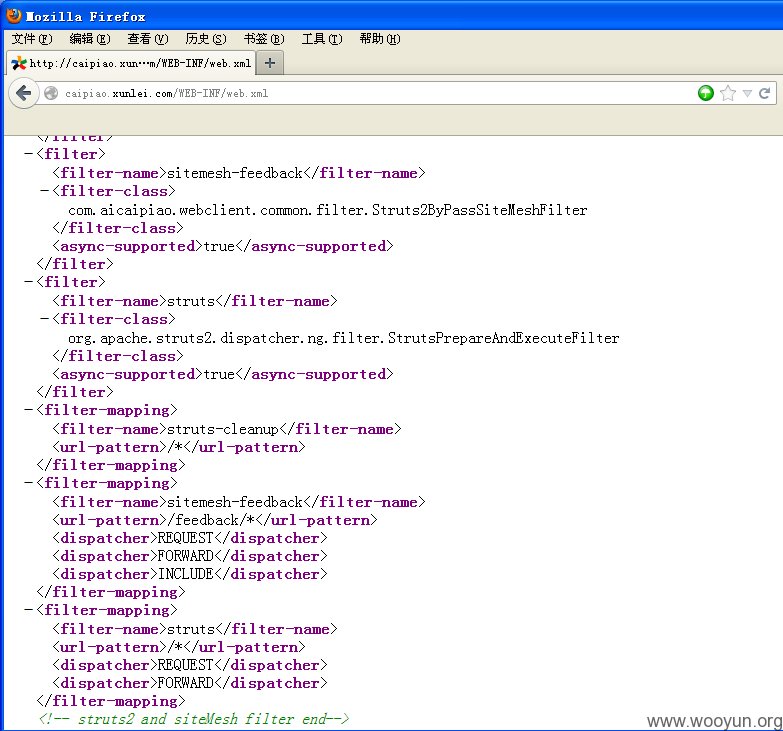 Mozilla Firefox
文件(F) 编辑(E) 查看(V) 历史(S) 书签(B) 工具(T) 帮助(H)
http://caipiao.xun…m/WEB-INF/web.xml
caipiao.xunlei.com/WEB-INF/web.xml
</filter>
-<filter>
<filter-name>sitemesh-feedback</filter-name>
-<filter-class>
com.aicaipiao.webclient.common.filter.Struts2ByPassSiteMeshFilter
</filter-class>
<async-supported>true</async-supported>
</filter>
-<filter>
<filter-name>struts</filter-name>
-<filter-class>
org.apache.struts2.dispatcher.ng.filter.StrutsPrepareAndExecuteFilter
</filter-class>
<async-supported>true</async-supported>
</filter>
-<filter-mapping>
<filter-name>struts-cleanup</filter-name>
<url-pattern>/*</url-pattern>
</filter-mapping>
-<filter-mapping>
<filter-name>sitemesh-feedback</filter-name>
<url-pattern>/feedback/*</url-pattern>
<dispatcher>REQUEST</dispatcher>
<dispatcher>FORWARD</dispatcher>
<dispatcher>INCLUDE</dispatcher>
</filter-mapping>
-<filter-mapping>
<filter-name>struts</filter-name>
<url-pattern>/*</url-pattern>
<dispatcher>REQUEST</dispatcher>
<dispatcher>FORWARD</dispatcher>
</filter-mapping>
<!-- struts2 and siteMesh filter end-->
www.wooyun.org